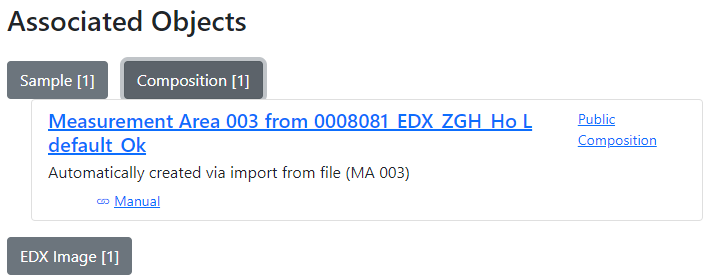 Associated Objects
Sample [1]
Composition [1]
Measurement Area 003 from 0008081_EDX_ZGH_Ho L
default_Ok
Public
Composition
Automatically created via import from file (MA 003)
Manual
EDX Image [1]